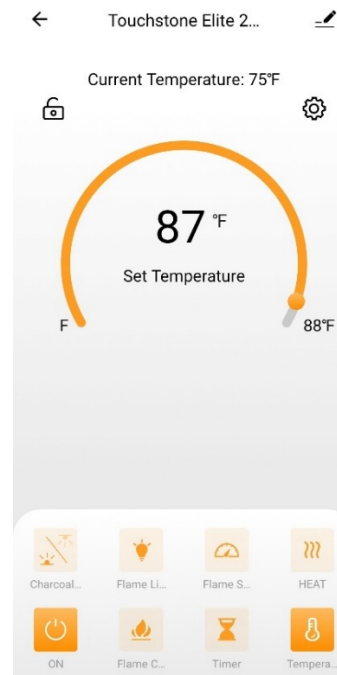 Touchstone Elite 2...
Current Temperature: 75°F
87 °F
Set Temperature
F 88°F
Charcoal... Flame Li... Flame S... HEAT
ON Flame C... Timer Tempera...